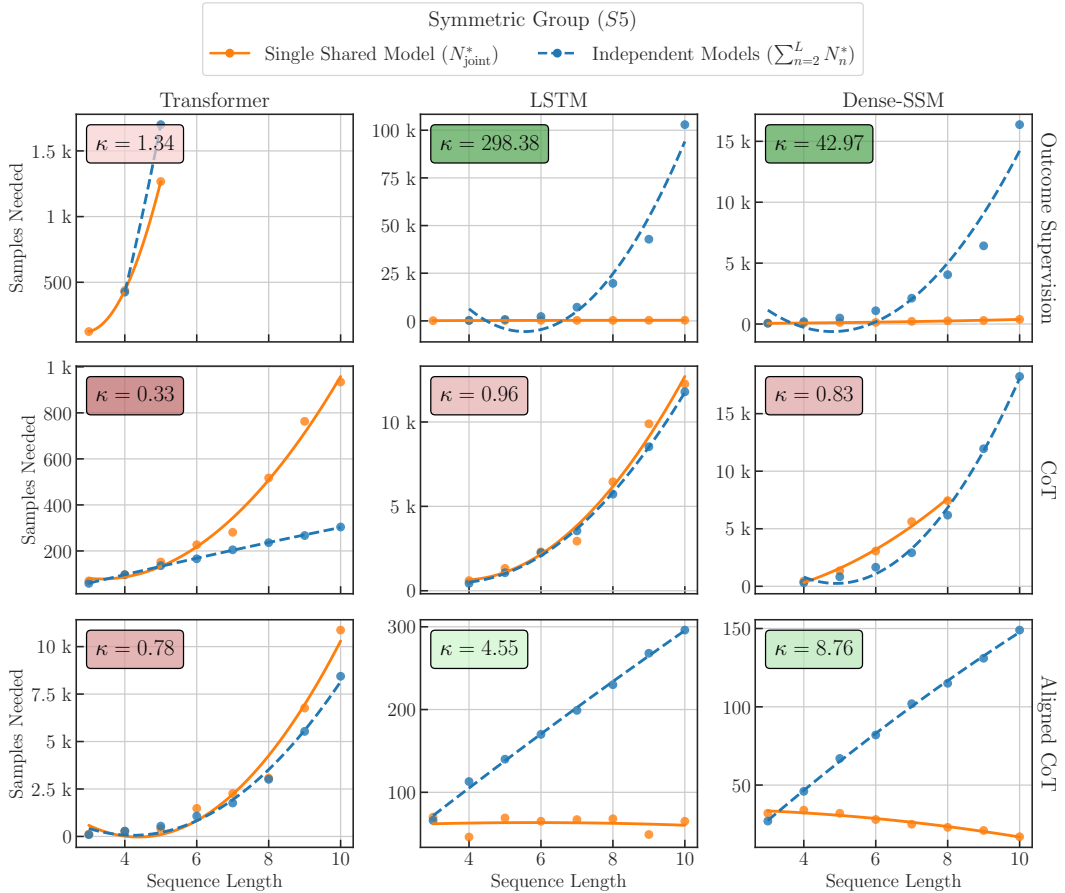 Symmetric Group (S5)
Single Shared Model (N*joint) Independent Models (∑ᴸₙ₌₂ N*ₙ)
Transformer LSTM Dense-SSM
κ = 1.34
κ = 298.38
κ = 42.97
Samples Needed
1.5 k
1 k
500
100 k
75 k
50 k
25 k
0
15 k
10 k
5 k
0
Outcome Supervision
κ = 0.33
κ = 0.96
κ = 0.83
Samples Needed
1 k
800
600
400
200
10 k
5 k
0
15 k
10 k
5 k
0
CoT
κ = 0.78
κ = 4.55
κ = 8.76
Samples Needed
10 k
7.5 k
5 k
2.5 k
0
300
200
100
150
100
50
Aligned CoT
4 6 8 10
4 6 8 10
4 6 8 10
Sequence Length Sequence Length Sequence Length